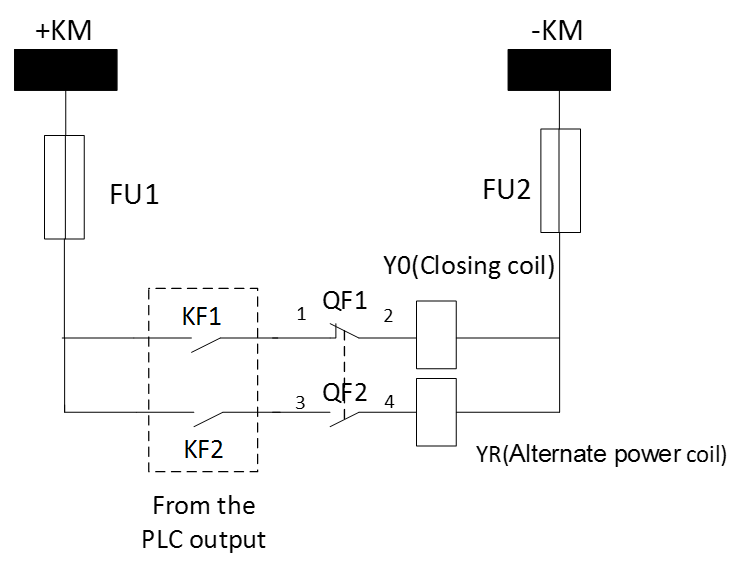 +KM
-KM
FU1
FU2
Y0(Closing coil)
QF1
KF1
1
2
QF2
3
4
KF2
YR(Alternate power coil)
From the
PLC output